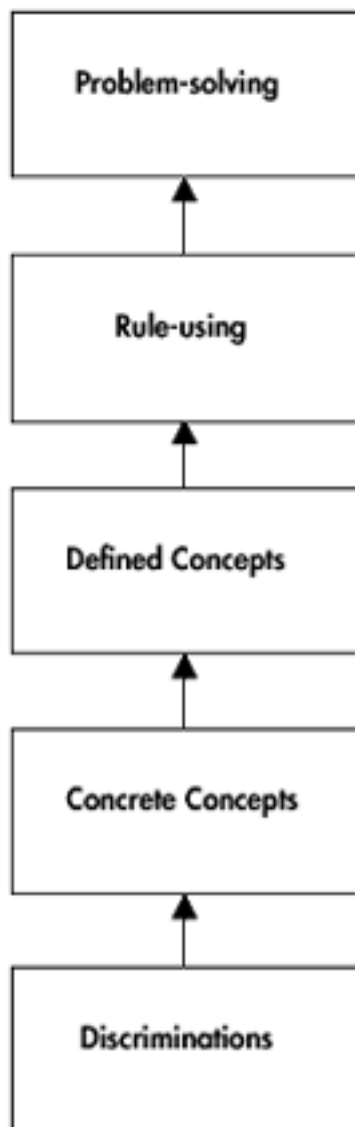 Problem-solving
Rule-using
Defined Concepts
Concrete Concepts
Discriminations